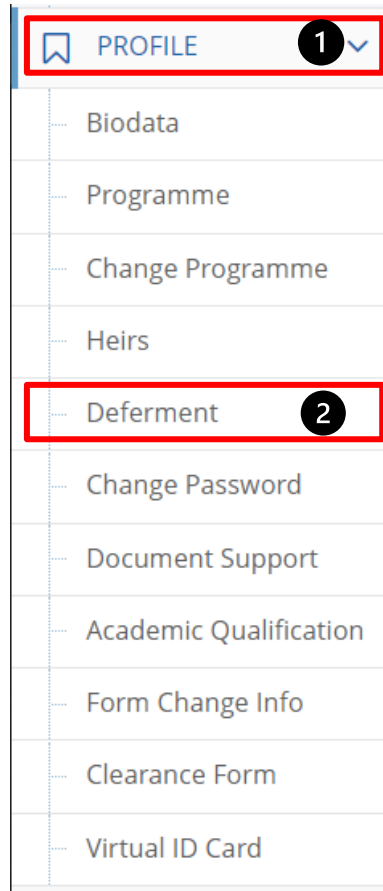 PROFILE 1
Biodata
Programme
Change Programme
Heirs
Deferment 2
Change Password
Document Support
Academic Qualification
Form Change Info
Clearance Form
Virtual ID Card